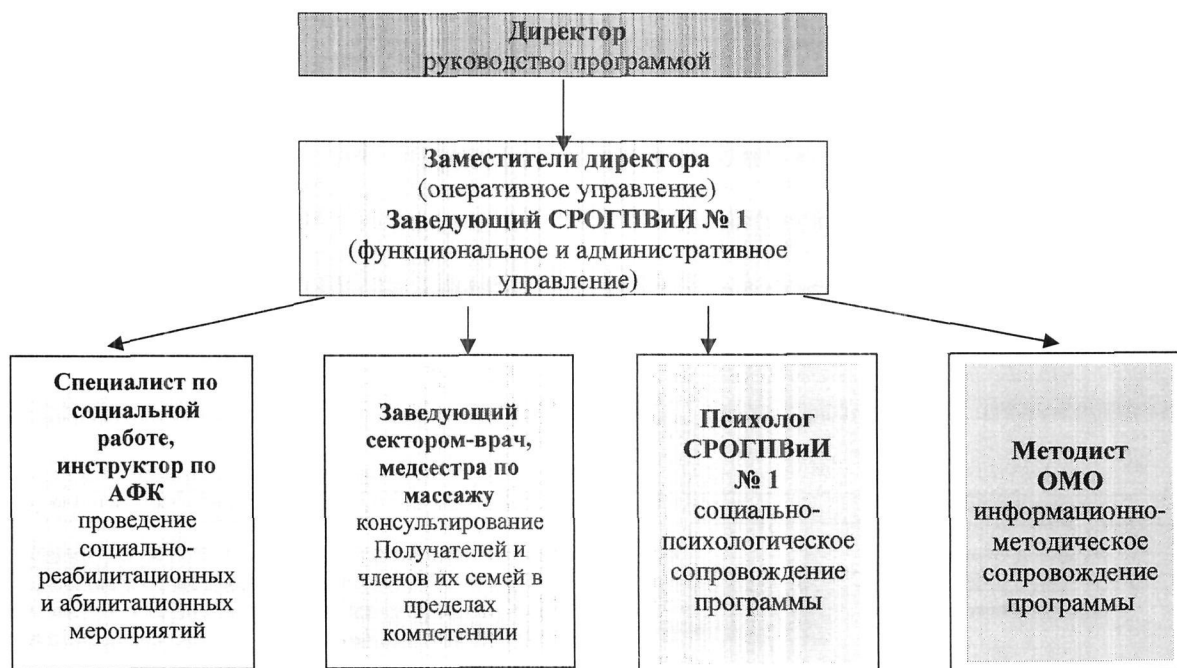 Директор
руководство программой
Заместители директора
(оперативное управление)
Заведующий СРОГПВиИ № 1
(функциональное и административное
управление)
Специалист по
социальной
работе,
инструктор по
АФК
проведение
социально-
реабилитационных
и абилитационных
мероприятий
Заведующий
сектором-врач,
медсестра по
массажу
консультирование
Получателей и
членов их семей в
пределах
компетенции
Психолог
СРОГПВиИ
№ 1
социально-
психологическое
сопровождение
программы
Методист
ОМО
информационно-
методическое
сопровождение
программы